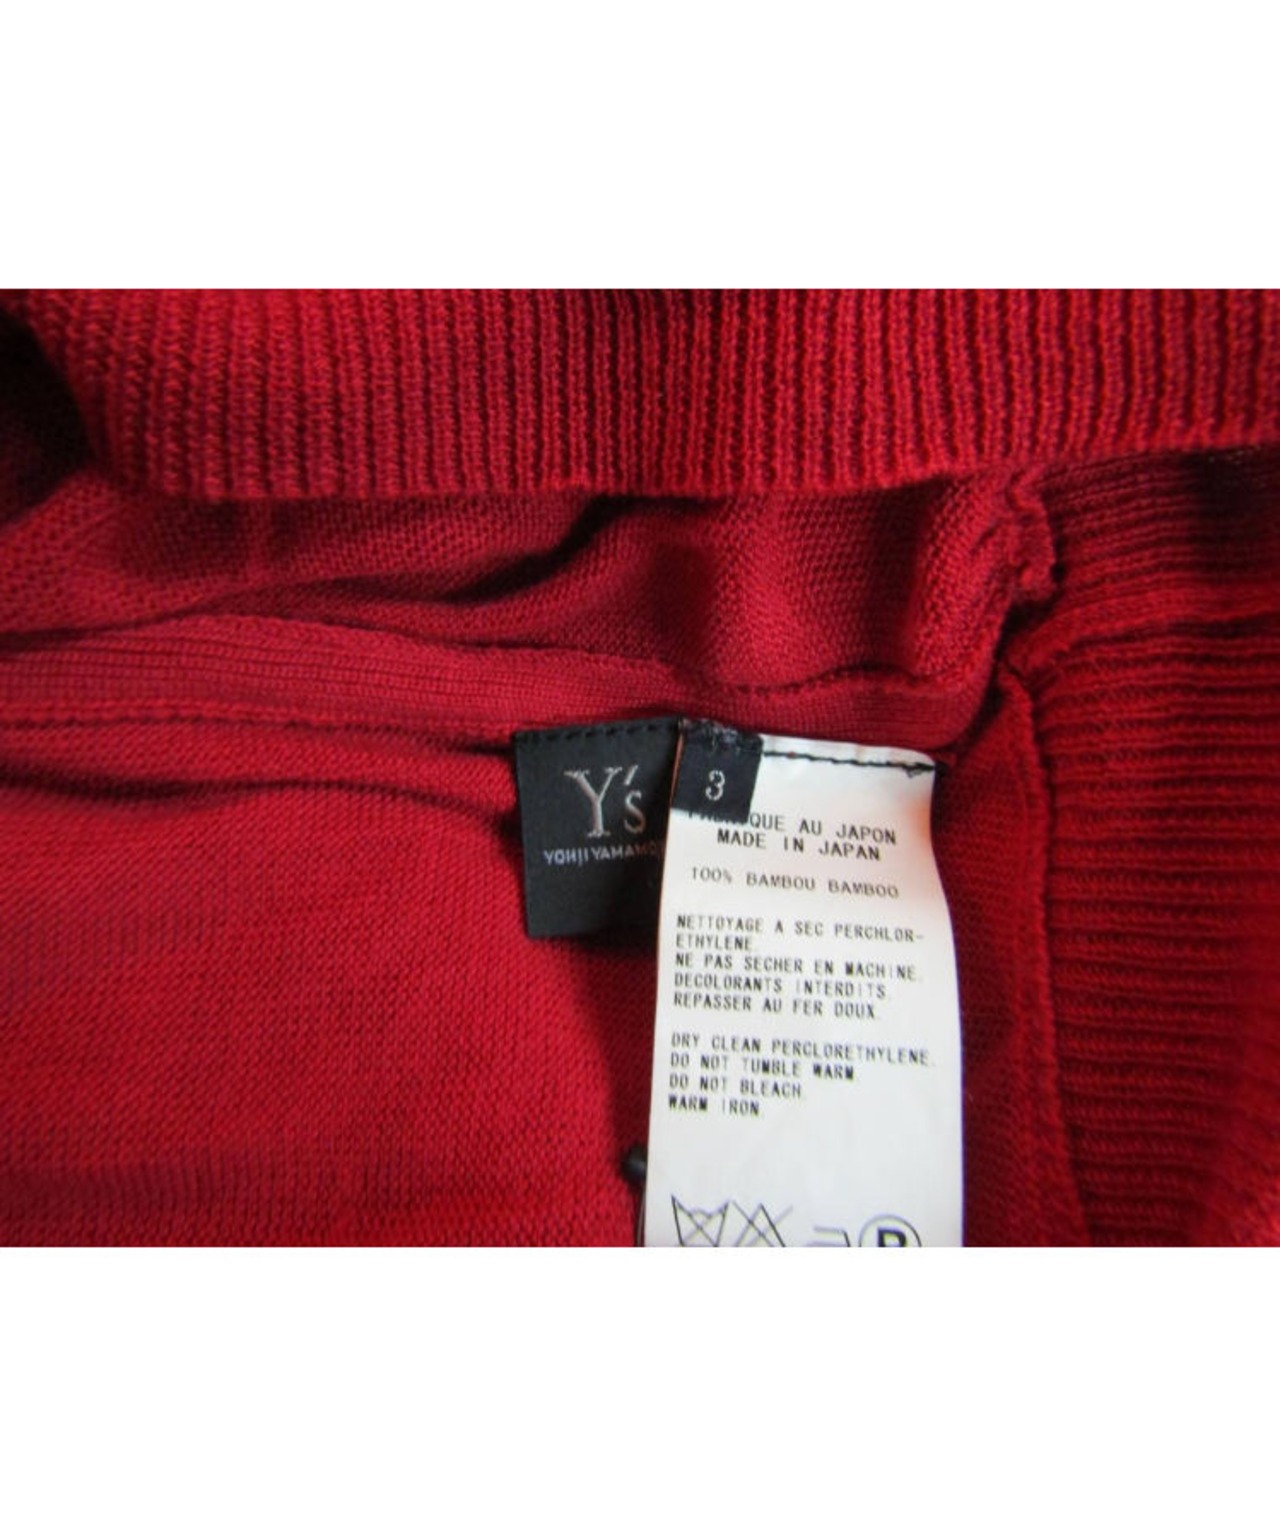 Y's
YOHJI YAMAMO
3
QUE AU JAPON
MADE IN JAPAN
100% BAMBOU BAMBOO
NETTOYAGE A SEC PERCHLOR-
ETHYLENE.
NE PAS SECHER EN MACHINE.
DECOLORANTS INTERDITS.
REPASSER AU FER DOUX.
DRY CLEAN PERCLORETHYLENE.
DO NOT TUMBLE WARM.
DO NOT BLEACH.
WARM IRON.
P